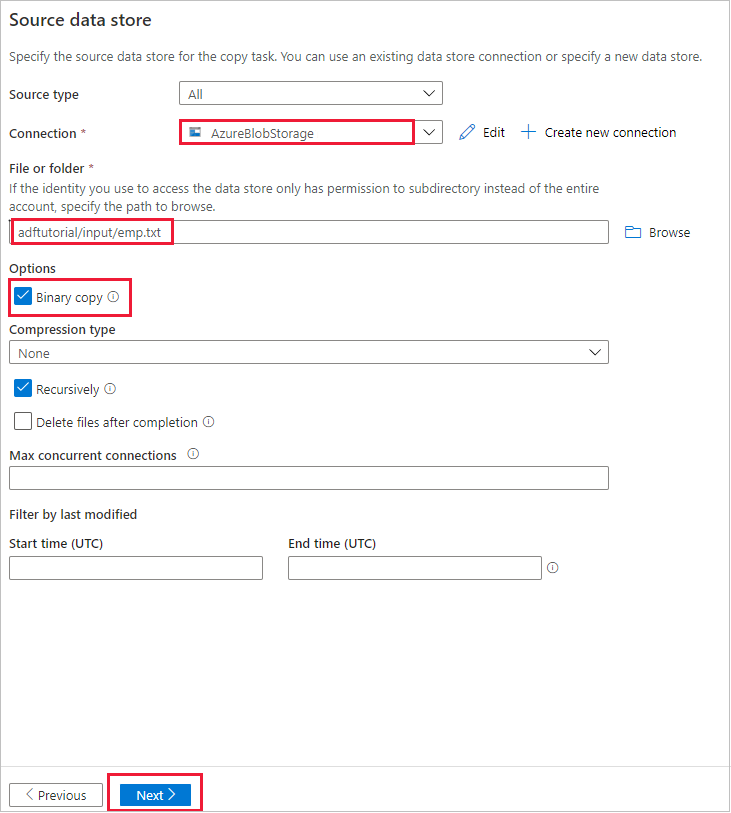 Source data store
Specify the source data store for the copy task. You can use an existing data store connection or specify a new data store.
Source type
All
Connection *
AzureBlobStorage
Edit
Create new connection
File or folder *
If the identity you use to access the data store only has permission to subdirectory instead of the entire
account, specify the path to browse.
adftutorial/input/emp.txt
Browse
Options
Binary copy
Compression type
None
Recursively
Delete files after completion
Max concurrent connections
Filter by last modified
Start time (UTC)
End time (UTC)
Previous
Next